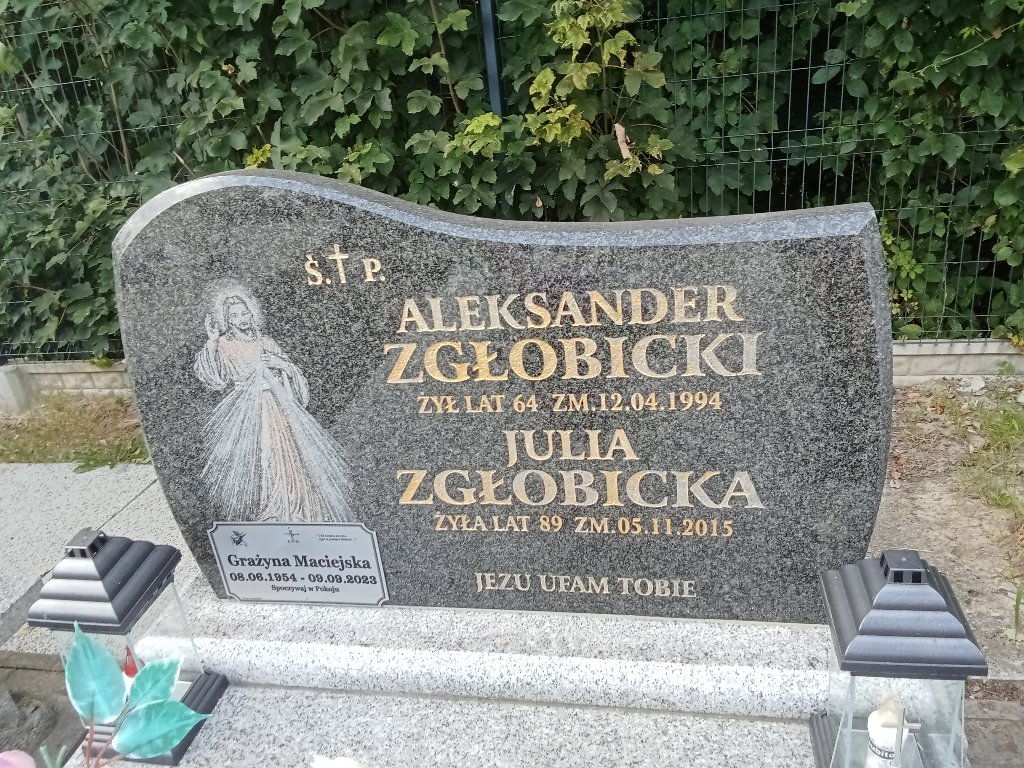 Ś. † P.
ALEKSANDER
ZGŁOBICKI
ŻYŁ LAT 64 ZM.12.04.1994
JULIA
ZGŁOBICKA
ŻYŁA LAT 89 ZM.05.11.2015
JEZU UFAM TOBIE
Grażyna Maciejska
08.06.1954 - 09.09.2023
Spoczywaj w Pokoju